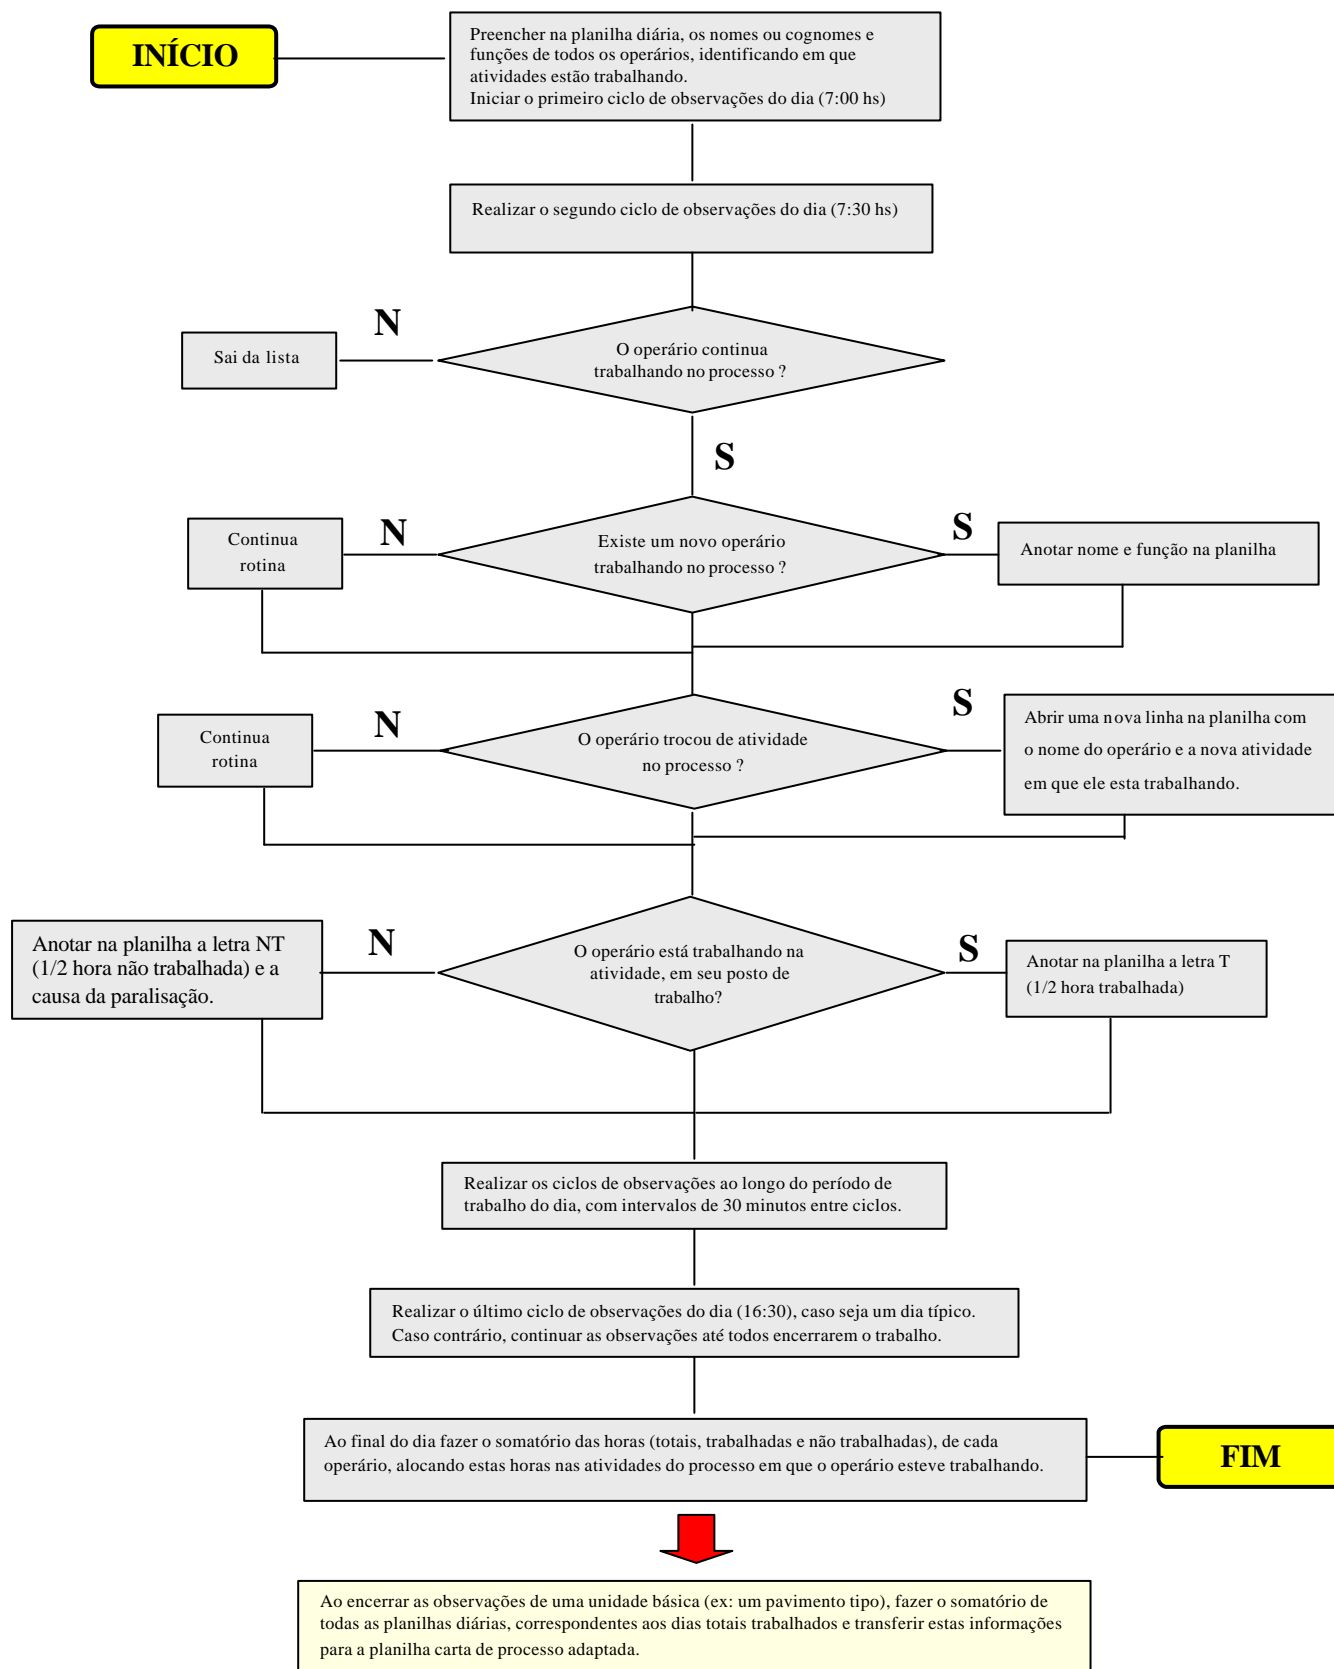 INÍCIO
Preencher na planilha diária, os nomes ou cognomes e
funções de todos os operários, identificando em que
atividades estão trabalhando.
Iniciar o primeiro ciclo de observações do dia (7:00 hs)
Realizar o segundo ciclo de observações do dia (7:30 hs)
N
Sai da lista
O operário continua
trabalhando no processo ?
S
Continua
rotina
N
Existe um novo operário
trabalhando no processo ?
S
Anotar nome e função na planilha
Continua
rotina
N
O operário trocou de atividade
no processo ?
S
Abrir uma nova linha na planilha com
o nome do operário e a nova atividade
em que ele esta trabalhando.
Anotar na planilha a letra NT
(1/2 hora não trabalhada) e a
causa da paralisação.
N
O operário está trabalhando na
atividade, em seu posto de
trabalho?
S
Anotar na planilha a letra T
(1/2 hora trabalhada)
Realizar os ciclos de observações ao longo do período de
trabalho do dia, com intervalos de 30 minutos entre ciclos.
Realizar o último ciclo de observações do dia (16:30), caso seja um dia típico.
Caso contrário, continuar as observações até todos encerrarem o trabalho.
Ao final do dia fazer o somatório das horas (totais, trabalhadas e não trabalhadas), de cada
operário, alocando estas horas nas atividades do processo em que o operário esteve trabalhando.
FIM
Ao encerrar as observações de uma unidade básica (ex: um pavimento tipo), fazer o somatório de
todas as planilhas diárias, correspondentes aos dias totais trabalhados e transferir estas informações
para a planilha carta de processo adaptada.